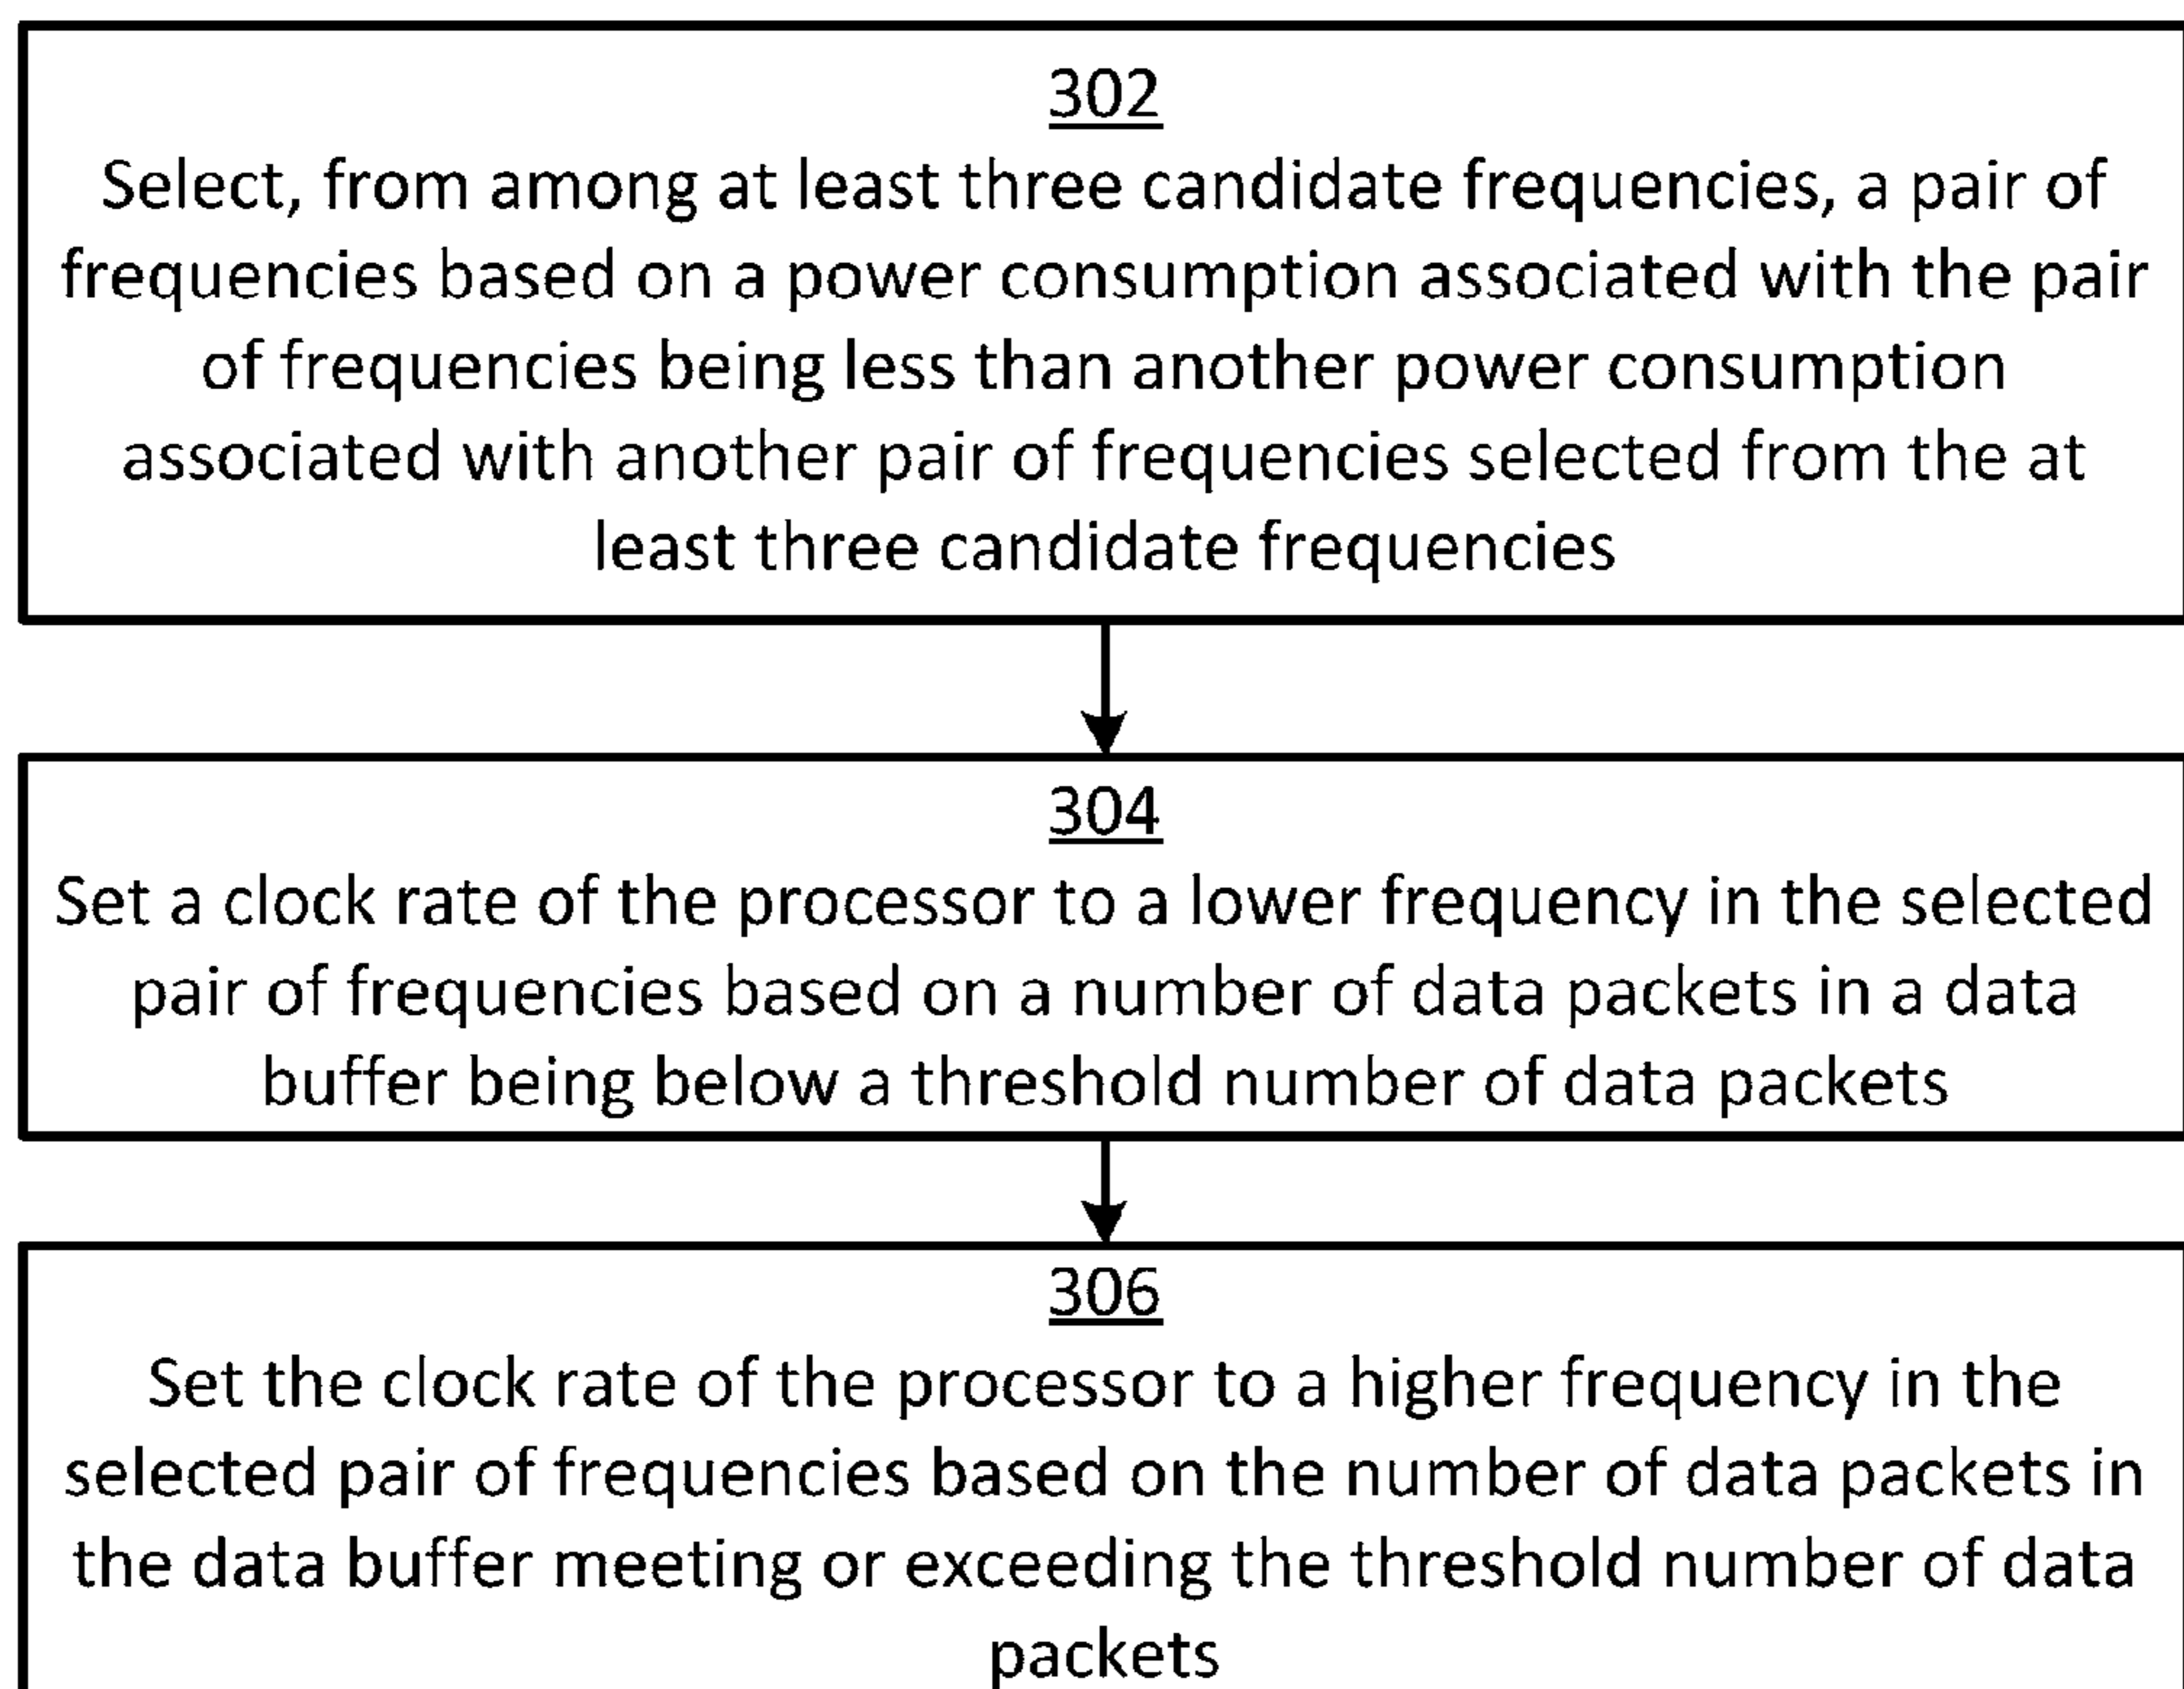 302
Select, from among at least three candidate frequencies, a pair of
frequencies based on a power consumption associated with the pair
of frequencies being less than another power consumption
associated with another pair of frequencies selected from the at
least three candidate frequencies
304
Set a clock rate of the processor to a lower frequency in the selected
pair of frequencies based on a number of data packets in a data
buffer being below a threshold number of data packets
306
Set the clock rate of the processor to a higher frequency in the
selected pair of frequencies based on the number of data packets in
the data buffer meeting or exceeding the threshold number of data
packets